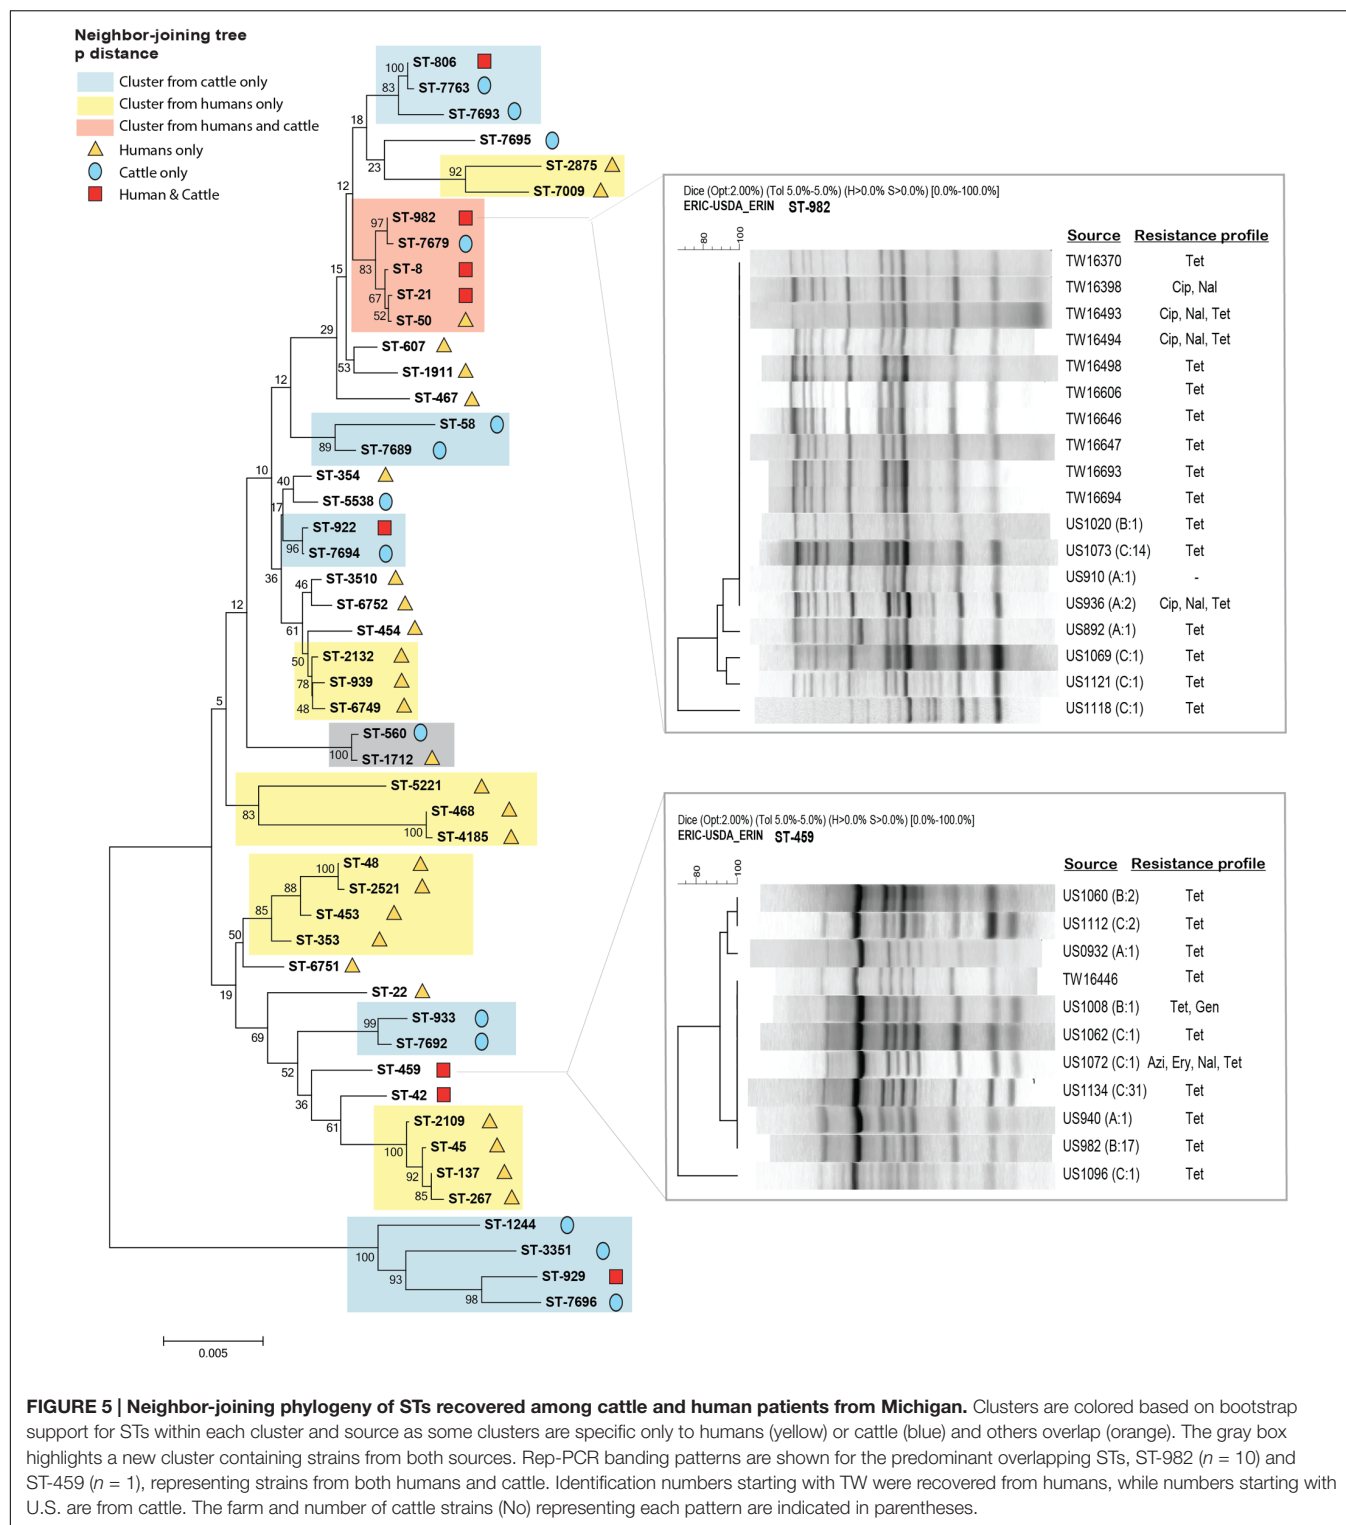 Neighbor-joining tree
p distance
Cluster from cattle only
Cluster from humans only
Cluster from humans and cattle
Humans only
Cattle only
Human & Cattle
ST-806
100
83
ST-7763
ST-7693
18
ST-7695
23
92
ST-2875
ST-7009
12
ST-982
97
ST-7679
83
ST-8
67
ST-21
52
ST-50
15
29
ST-607
53
ST-1911
ST-467
12
ST-58
89
ST-7689
10
ST-354
40
ST-5538
17
ST-922
96
ST-7694
36
ST-3510
46
ST-6752
12
61
ST-454
50
ST-2132
78
ST-939
48
ST-6749
5
ST-560
100
ST-1712
ST-5221
83
ST-468
100
ST-4185
ST-48
100
88
ST-2521
85
ST-453
ST-353
50
ST-6751
19
ST-22
69
99
ST-933
ST-7692
52
ST-459
36
ST-42
61
ST-2109
100
ST-45
92
ST-137
85
ST-267
ST-1244
100
ST-3351
93
ST-929
98
ST-7696
0.005
Dice (Opt:2.00%) (Tol 5.0%-5.0%) (H>0.0% S>0.0%) [0.0%-100.0%]
ERIC-USDA_ERIN ST-982
80
100
Source Resistance profile
TW16370 Tet
TW16398 Cip, Nal
TW16493 Cip, Nal, Tet
TW16494 Cip, Nal, Tet
TW16498 Tet
TW16606 Tet
TW16646 Tet
TW16647 Tet
TW16693 Tet
TW16694 Tet
US1020 (B:1) Tet
US1073 (C:14) Tet
US910 (A:1) -
US936 (A:2) Cip, Nal, Tet
US892 (A:1) Tet
US1069 (C:1) Tet
US1121 (C:1) Tet
US1118 (C:1) Tet
Dice (Opt:2.00%) (Tol 5.0%-5.0%) (H>0.0% S>0.0%) [0.0%-100.0%]
ERIC-USDA_ERIN ST-459
80
100
Source Resistance profile
US1060 (B:2) Tet
US1112 (C:2) Tet
US0932 (A:1) Tet
TW16446 Tet
US1008 (B:1) Tet, Gen
US1062 (C:1) Tet
US1072 (C:1) Azi, Ery, Nal, Tet
US1134 (C:31) Tet
US940 (A:1) Tet
US982 (B:17) Tet
US1096 (C:1) Tet
1
FIGURE 5 | Neighbor-joining phylogeny of STs recovered among cattle and human patients from Michigan. Clusters are colored based on bootstrap
support for STs within each cluster and source as some clusters are specific only to humans (yellow) or cattle (blue) and others overlap (orange). The gray box
highlights a new cluster containing strains from both sources. Rep-PCR banding patterns are shown for the predominant overlapping STs, ST-982 (n = 10) and
ST-459 (n = 1), representing strains from both humans and cattle. Identification numbers starting with TW were recovered from humans, while numbers starting with
U.S. are from cattle. The farm and number of cattle strains (No) representing each pattern are indicated in parentheses.